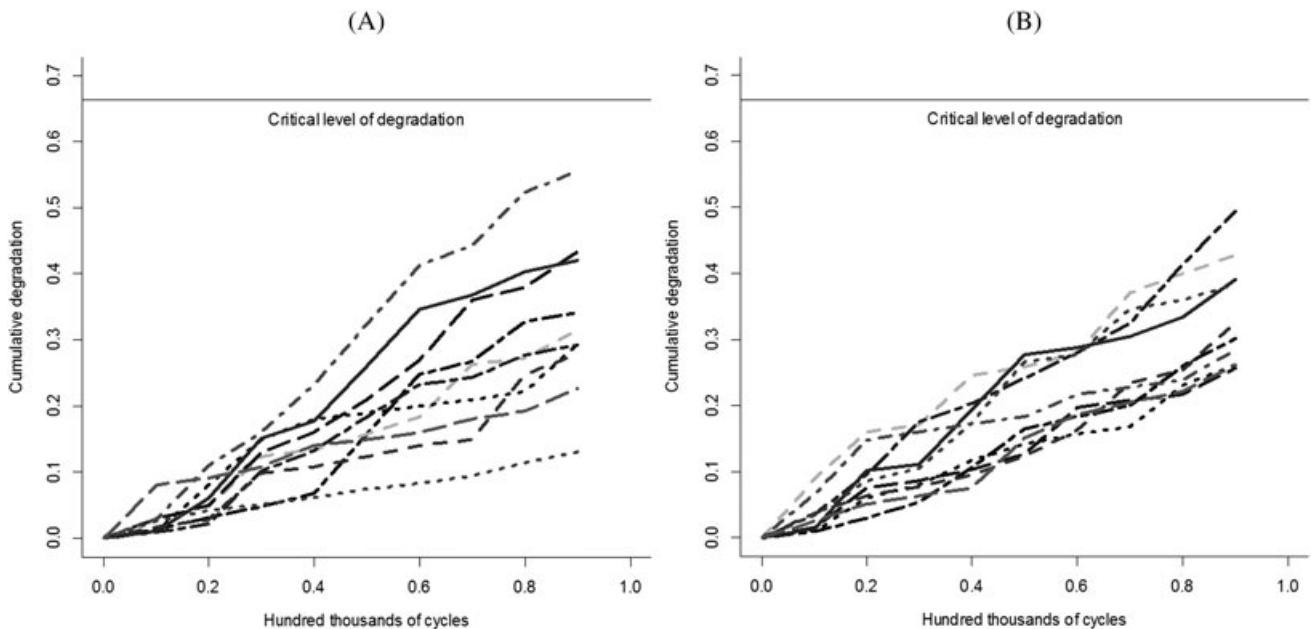 (A)
Cumulative degradation
0.7
0.6
0.5
0.4
0.3
0.2
0.1
0.0
Critical level of degradation
0.0 0.2 0.4 0.6 0.8 1.0
Hundred thousands of cycles
(B)
Cumulative degradation
0.7
0.6
0.5
0.4
0.3
0.2
0.1
0.0
Critical level of degradation
0.0 0.2 0.4 0.6 0.8 1.0
Hundred thousands of cycles